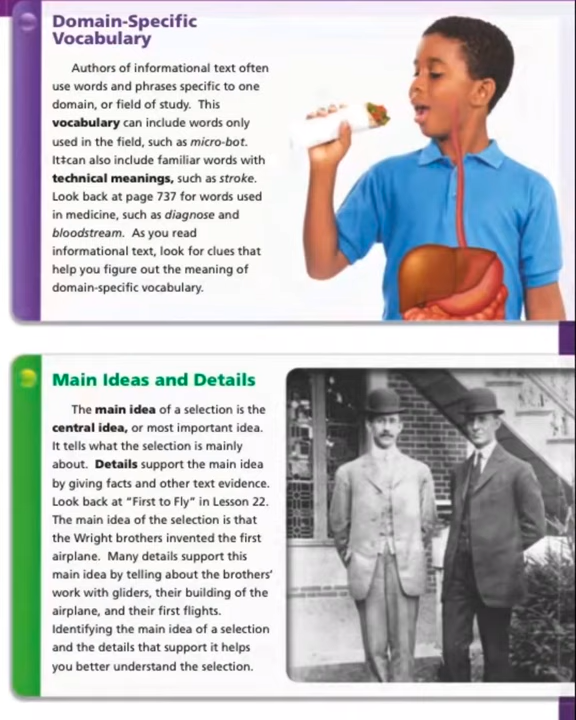 Domain-Specific
Vocabulary
Authors of informational text often
use words and phrases specific to one
domain, or field of study. This
vocabulary can include words only
used in the field, such as micro-bot.
It‡can also include familiar words with
technical meanings, such as stroke.
Look back at page 737 for words used
in medicine, such as diagnose and
bloodstream. As you read
informational text, look for clues that
help you figure out the meaning of
domain-specific vocabulary.
Main Ideas and Details
The main idea of a selection is the
central idea, or most important idea.
It tells what the selection is mainly
about. Details support the main idea
by giving facts and other text evidence.
Look back at “First to Fly” in Lesson 22.
The main idea of the selection is that
the Wright brothers invented the first
airplane. Many details support this
main idea by telling about the brothers’
work with gliders, their building of the
airplane, and their first flights.
Identifying the main idea of a selection
and the details that support it helps
you better understand the selection.